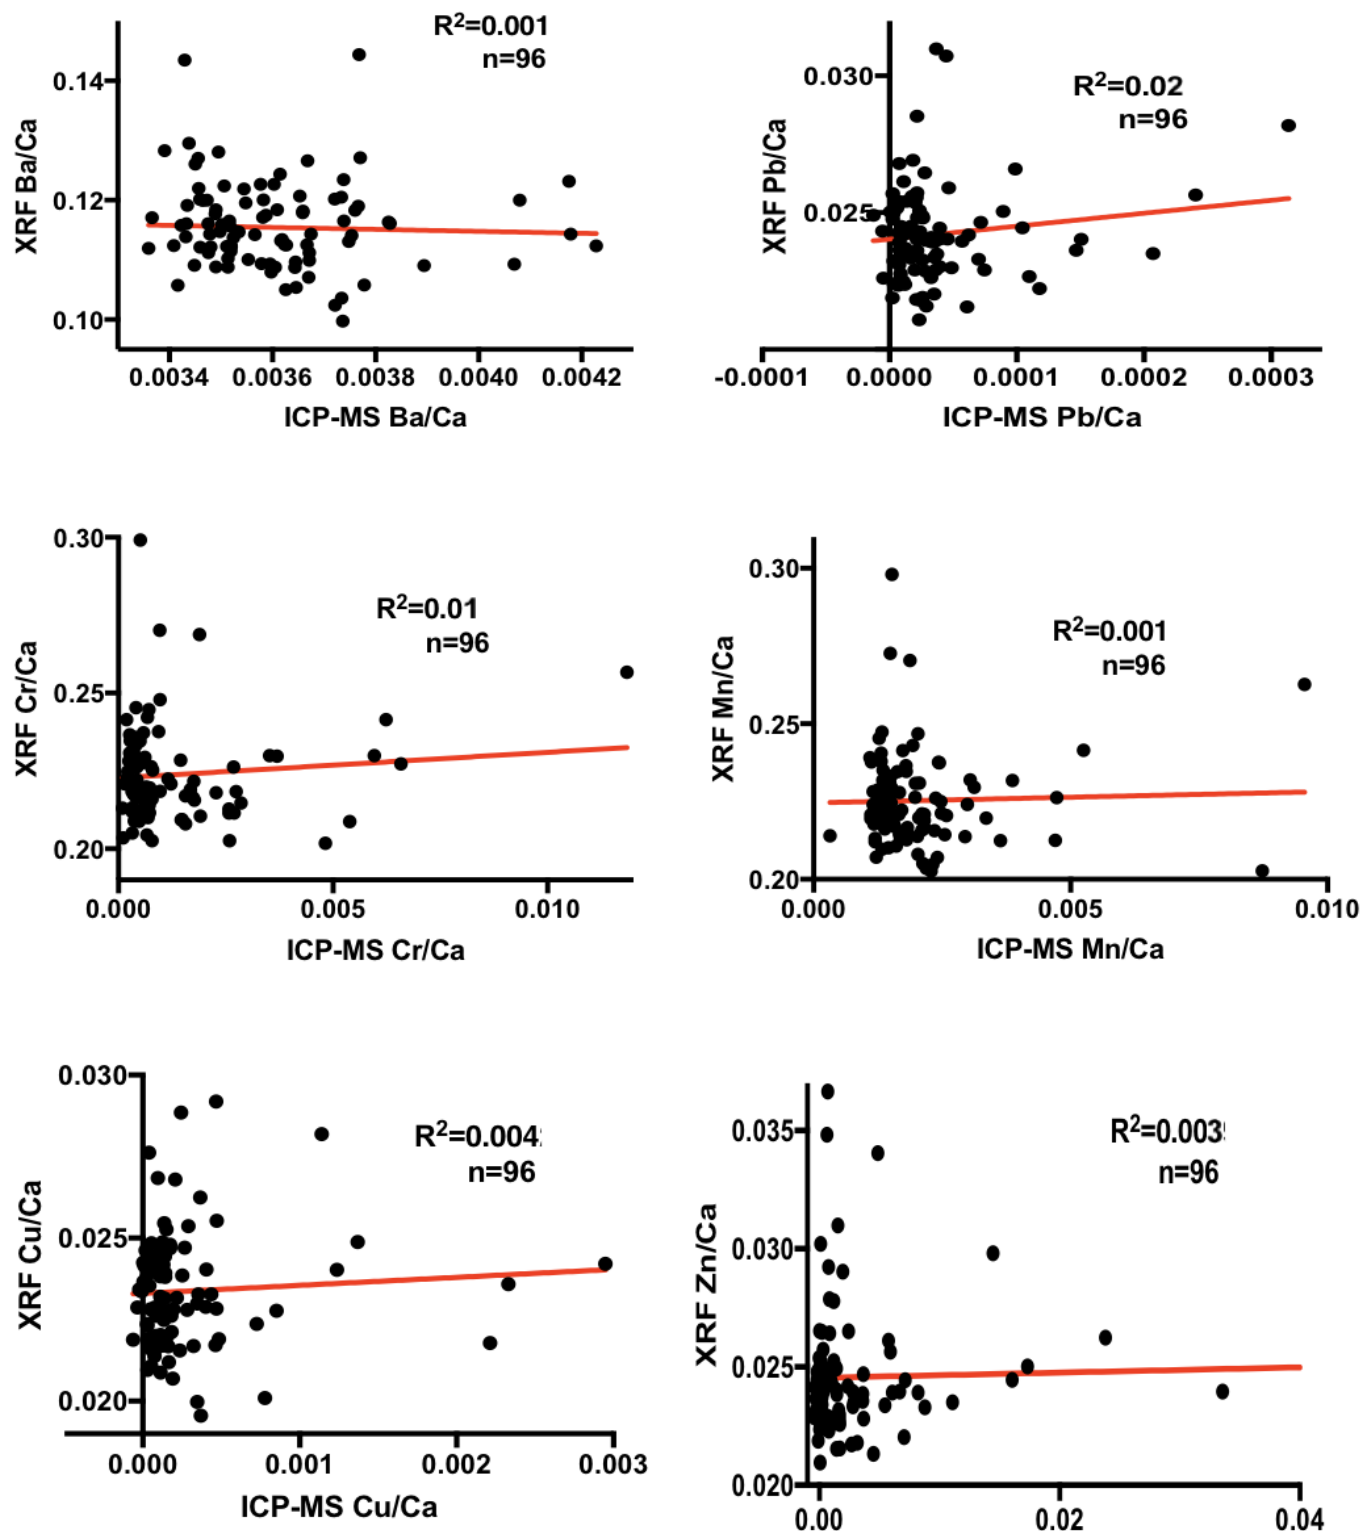 R²=0.001
n=96
XRF Ba/Ca
0.14
0.12
0.10
0.0034 0.0036 0.0038 0.0040 0.0042
ICP-MS Ba/Ca
R²=0.02
n=96
XRF Pb/Ca
0.030
0.025
-0.0001 0.0000 0.0001 0.0002 0.0003
ICP-MS Pb/Ca
R²=0.01
n=96
XRF Cr/Ca
0.30
0.25
0.20
0.000 0.005 0.010
ICP-MS Cr/Ca
R²=0.001
n=96
XRF Mn/Ca
0.30
0.25
0.20
0.000 0.005 0.010
ICP-MS Mn/Ca
R²=0.004
n=96
XRF Cu/Ca
0.030
0.025
0.020
0.000 0.001 0.002 0.003
ICP-MS Cu/Ca
R²=0.003
n=96
XRF Zn/Ca
0.035
0.030
0.025
0.020
0.00 0.02 0.04